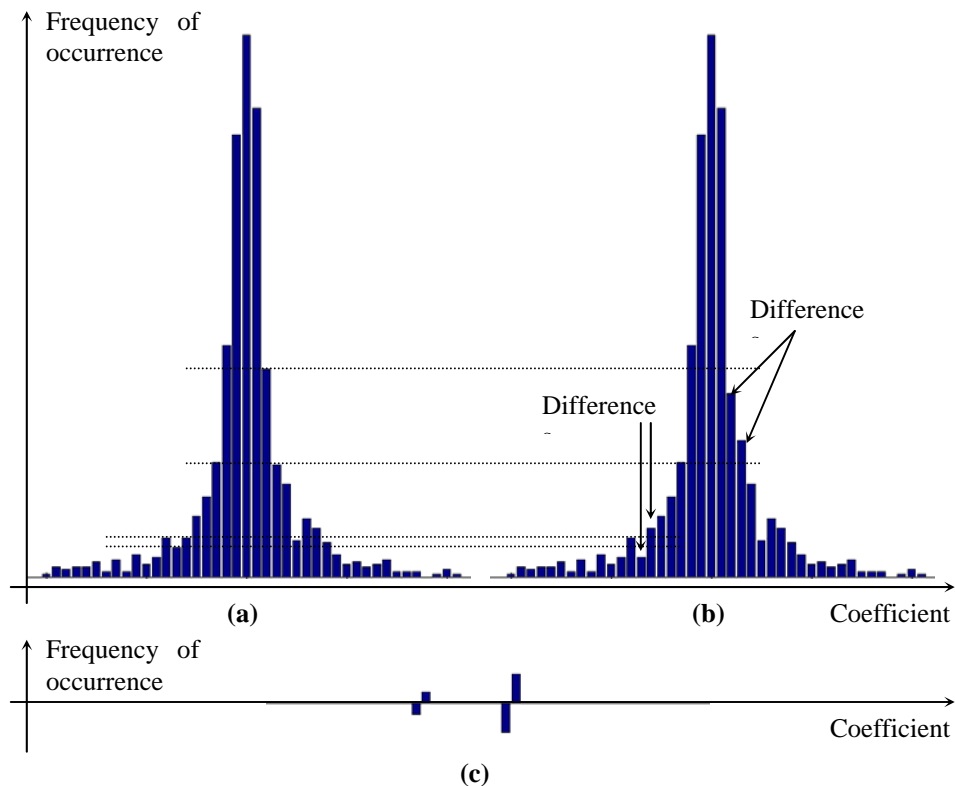 Frequency of
occurrence
Difference
Difference
(a)
(b)
Coefficient
Frequency of
occurrence
Coefficient
(c)